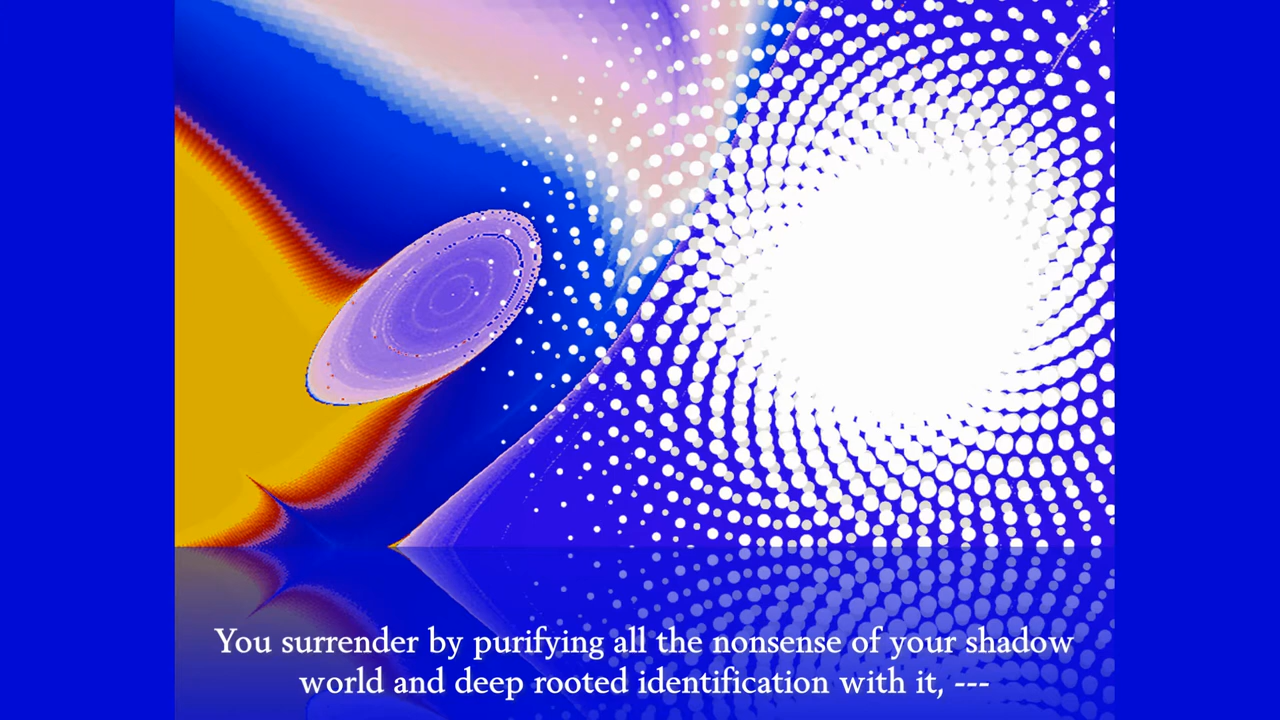 You surrender by purifying all the nonsense of your shadow
world and deep rooted identification with it, ---